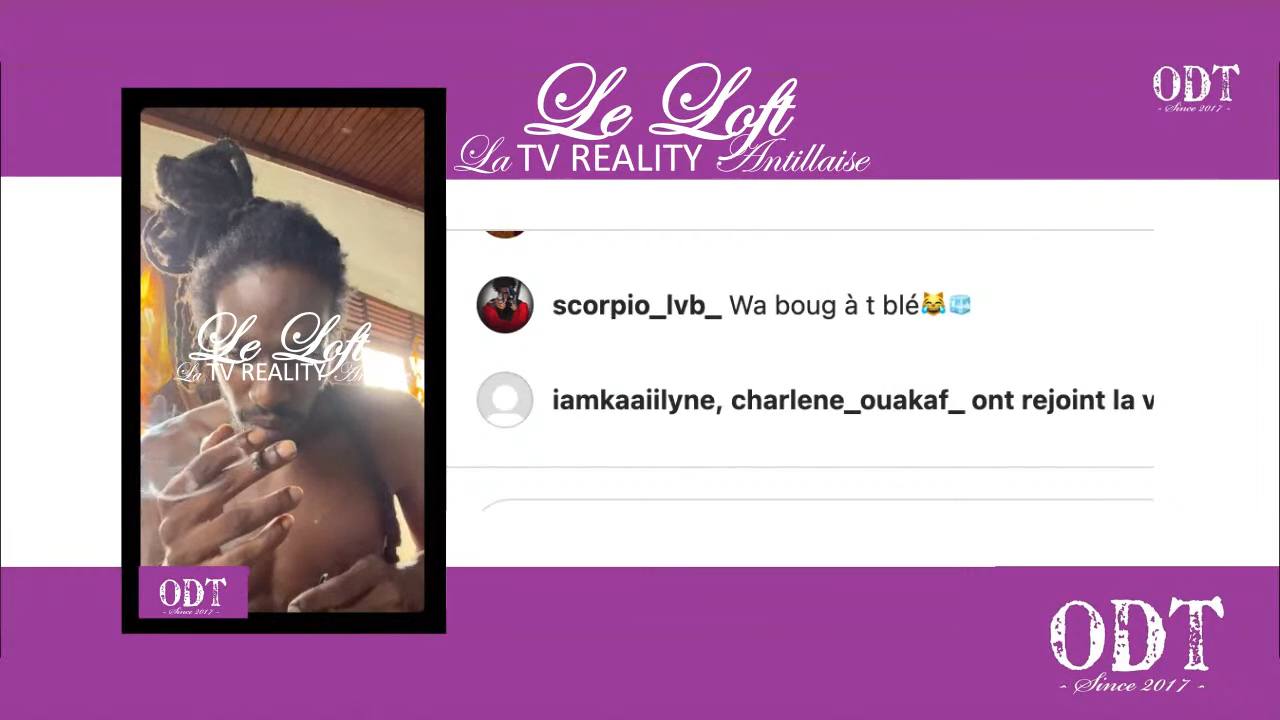 Le Loft
La TV REALITY Antillaise
ODT
- Since 2017 -
Le Loft
La TV REALITY
ODT
- Since 2017 -
scorpio_lvb_ Wa boug à t blé😹🧊
iamkaaiilyne, charlene_ouakaf_ ont rejoint la v
ODT
- Since 2017 -